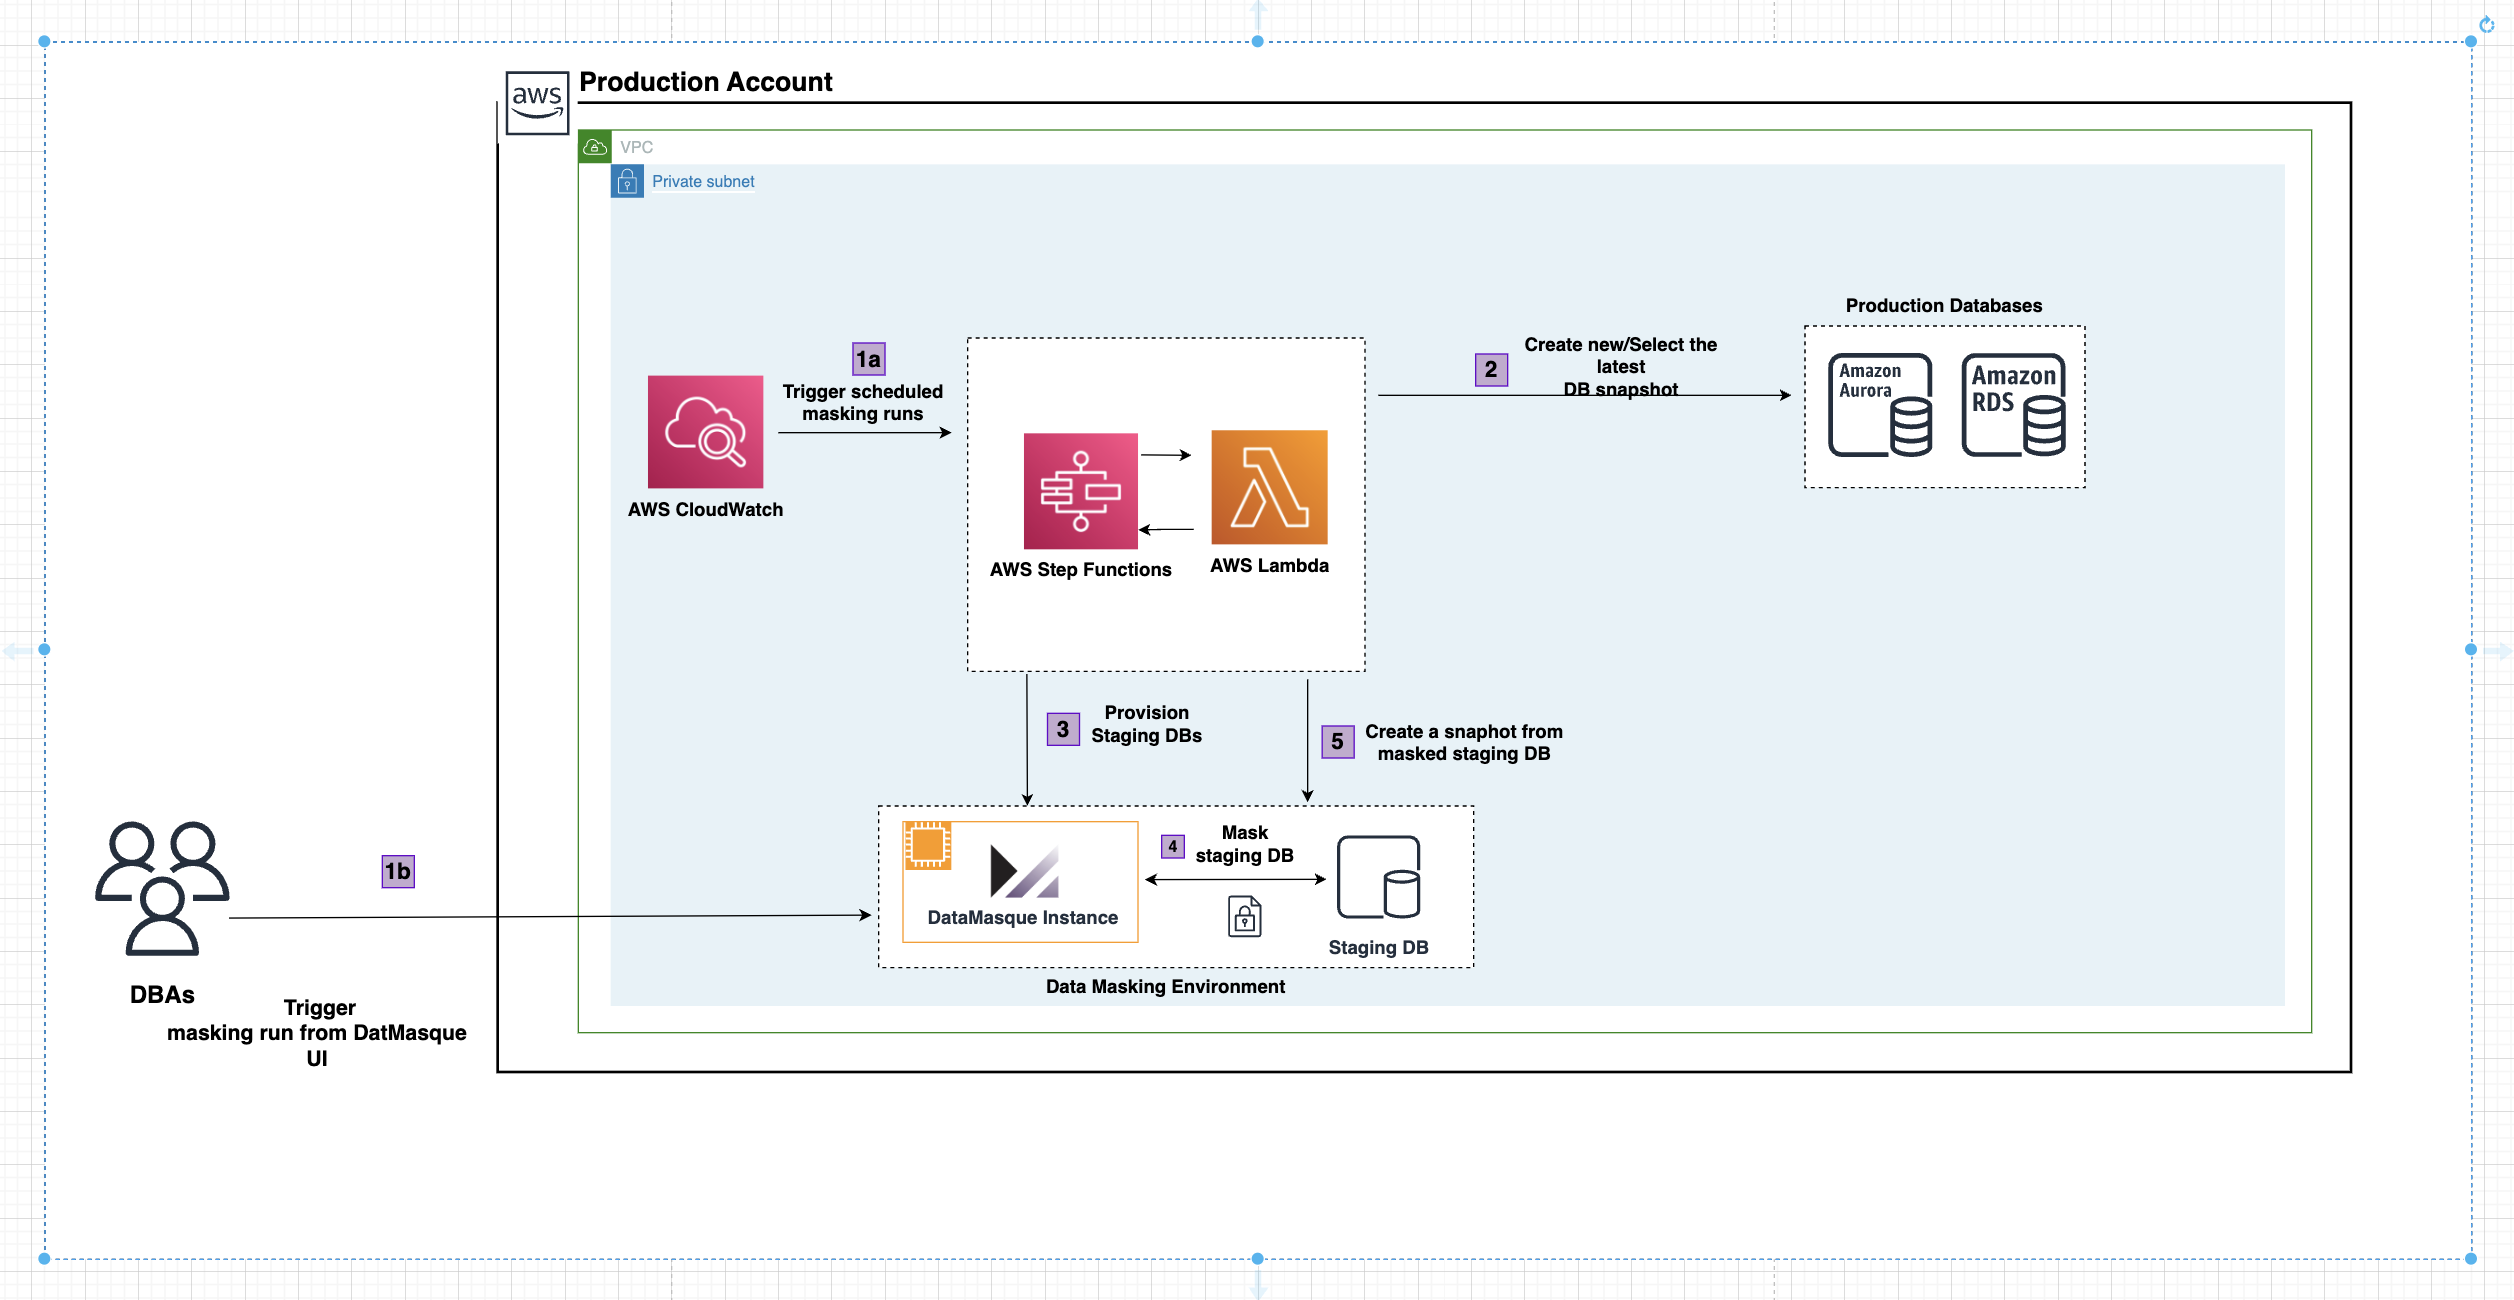 aws
Production Account
VPC
Private subnet
Production Databases
1a
Trigger scheduled
masking runs
2
Create new/Select the
latest
DB snapshot
Amazon
Aurora
Amazon
RDS
AWS CloudWatch
AWS Step Functions
AWS Lambda
3
Provision
Staging DBs
5
Create a snaphot from
masked staging DB
1b
4
Mask
staging DB
DataMasque Instance
Staging DB
Data Masking Environment
DBAs
Trigger
masking run from DatMasque
UI